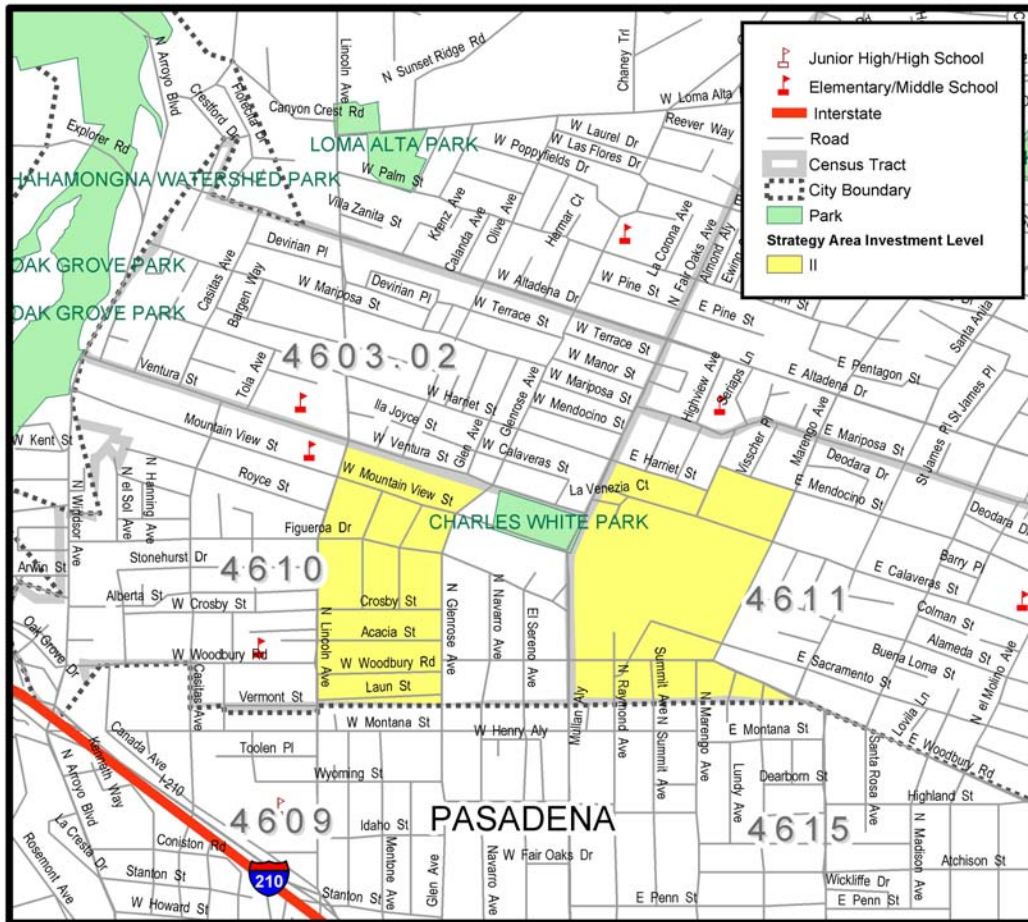 Junior High/High School
Elementary/Middle School
Interstate
Road
Census Tract
City Boundary
Park
Strategy Area Investment Level
II
N Arroyo Blvd
Crestford Dr
Florecita Dr
Lincoln Ave
N Sunset Ridge Rd
Chaney Trl
Canyon Crest Rd
W Loma Alta
Reever Way
Explorer Rd
LOMA ALTA PARK
W Laurel Dr
W Las Flores Dr
W Poppyfields Dr
W Palm St
HAHAMONGNA WATERSHED PARK
Villa Zanita St
Krenz Ave
Calanda Ave
Olive Ave
Harmar Ct
La Corona Ave
N Fair Oaks Ave
Almond Aly
Ewing
Devirian Pl
OAK GROVE PARK
Casitas Ave
Bargen Way
Devirian Pl
W Mariposa St
W Altadena Dr
W Pine St
E Pine St
OAK GROVE PARK
W Terrace St
W Terrace St
Santa Anita
4603.02
Ventura St
Tola Ave
W Manor St
W Mariposa St
W Mendocino St
Highview Ave
E Pentagon St
E Altadena Dr
St James Pl
W Harriet St
Ila Joyce St
Glenrose Ave
Glen Ave
W Ventura St
W Calaveras St
Visscher Pl
Marengo Ave
E Mariposa St
St James Pl
Deodara Dr
W Kent St
Mountain View St
Royce St
W Mountain View St
La Venezia Ct
E Harriet St
E Mendocino St
N Windsor Ave
N el Sol Ave
N Hanning Ave
Figueroa Dr
CHARLES WHITE PARK
Deodara Dr
Arwin St
Stonehurst Dr
4610
4611
Barry Pl
E Calaveras St
Colman St
Alberta St
W Crosby St
Crosby St
N Lincoln Ave
N Glenrose Ave
N Navarro Ave
El Sereno Ave
Alameda St
Buena Loma St
Acacia St
Oak Grove Dr
W Woodbury Rd
W Woodbury Rd
E Sacramento St
N el Molino Ave
Casitas Ave
Vermont St
Laun St
Mullan Aly
N Raymond Ave
Summit Ave
N Summit Ave
N Marengo Ave
Lovila Ln
W Montana St
W Henry Aly
E Montana St
E Woodbury Rd
Canada Ave
Kenneth Way
I-210
Toolen Pl
Wyoming St
Lundy Ave
Dearborn St
Santa Rosa Ave
Highland St
N Arroyo Blvd
4609
Idaho St
PASADENA
4615
La Cresta Dr
Coniston Rd
Mentone Ave
Glen Ave
Navarro Ave
W Fair Oaks Dr
N Madison Ave
Atchison St
Rosemont Ave
Stanton St
210
Stanton St
Wickliffe Dr
W Howard St
E Penn St
E Penn St